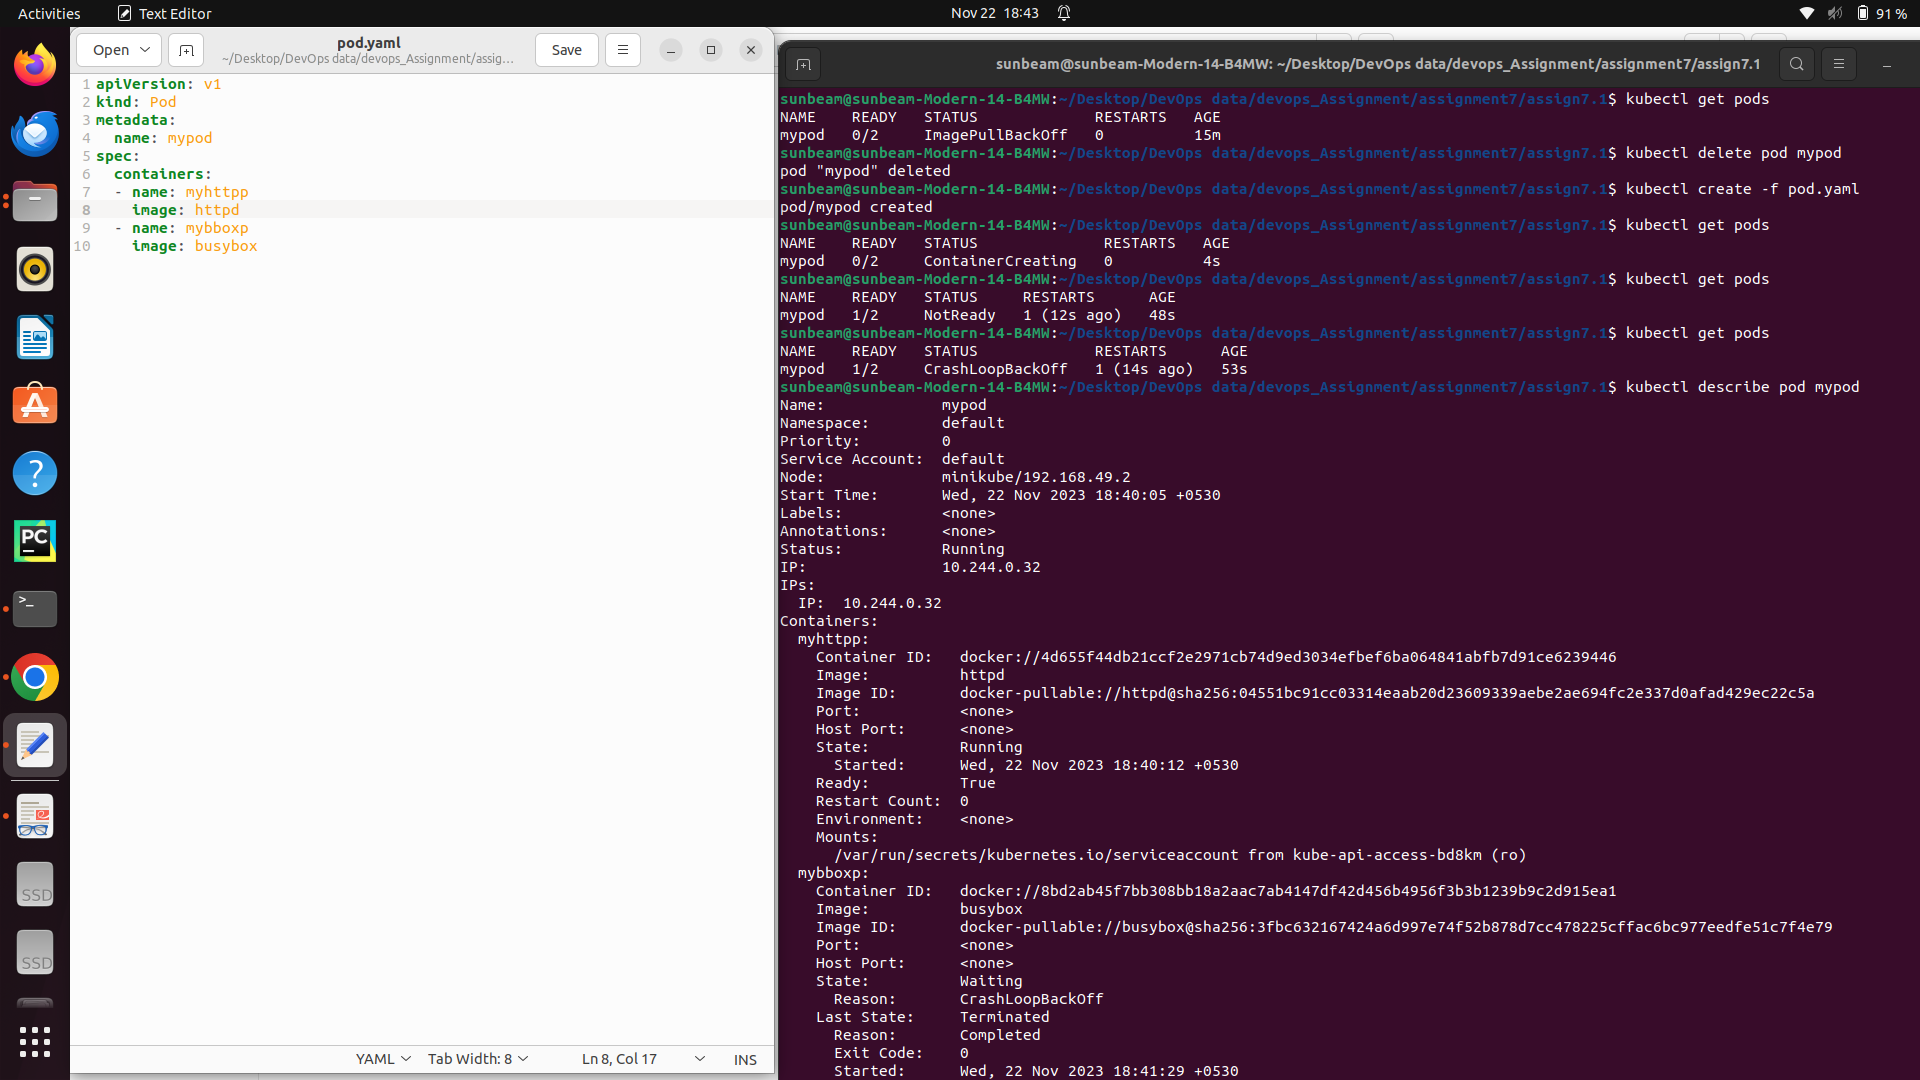 Activities
Text Editor
Nov 22 18:43
91 %
Open
pod.yaml
~/Desktop/DevOps data/devops_Assignment/assig…
Save
1 apiVersion: v1
2 kind: Pod
3 metadata:
4   name: mypod
5 spec:
6   containers:
7   - name: myhttpp
8     image: httpd
9   - name: mybboxp
10     image: busybox
YAML
Tab Width: 8
Ln 8, Col 17
INS
PC
>_
SSD
SSD
sunbeam@sunbeam-Modern-14-B4MW: ~/Desktop/DevOps data/devops_Assignment/assignment7/assign7.1
sunbeam@sunbeam-Modern-14-B4MW:~/Desktop/DevOps data/devops_Assignment/assignment7/assign7.1$ kubectl get pods
NAME    READY   STATUS             RESTARTS   AGE
mypod   0/2     ImagePullBackOff   0          15m
sunbeam@sunbeam-Modern-14-B4MW:~/Desktop/DevOps data/devops_Assignment/assignment7/assign7.1$ kubectl delete pod mypod
pod "mypod" deleted
sunbeam@sunbeam-Modern-14-B4MW:~/Desktop/DevOps data/devops_Assignment/assignment7/assign7.1$ kubectl create -f pod.yaml
pod/mypod created
sunbeam@sunbeam-Modern-14-B4MW:~/Desktop/DevOps data/devops_Assignment/assignment7/assign7.1$ kubectl get pods
NAME    READY   STATUS              RESTARTS   AGE
mypod   0/2     ContainerCreating   0          4s
sunbeam@sunbeam-Modern-14-B4MW:~/Desktop/DevOps data/devops_Assignment/assignment7/assign7.1$ kubectl get pods
NAME    READY   STATUS     RESTARTS      AGE
mypod   1/2     NotReady   1 (12s ago)   48s
sunbeam@sunbeam-Modern-14-B4MW:~/Desktop/DevOps data/devops_Assignment/assignment7/assign7.1$ kubectl get pods
NAME    READY   STATUS             RESTARTS      AGE
mypod   1/2     CrashLoopBackOff   1 (14s ago)   53s
sunbeam@sunbeam-Modern-14-B4MW:~/Desktop/DevOps data/devops_Assignment/assignment7/assign7.1$ kubectl describe pod mypod
Name:             mypod
Namespace:        default
Priority:         0
Service Account:  default
Node:             minikube/192.168.49.2
Start Time:       Wed, 22 Nov 2023 18:40:05 +0530
Labels:           <none>
Annotations:      <none>
Status:           Running
IP:               10.244.0.32
IPs:
  IP:  10.244.0.32
Containers:
  myhttpp:
    Container ID:   docker://4d655f44db21ccf2e2971cb74d9ed3034efbef6ba064841abfb7d91ce6239446
    Image:          httpd
    Image ID:       docker-pullable://httpd@sha256:04551bc91cc03314eaab20d23609339aebe2ae694fc2e337d0afad429ec22c5a
    Port:           <none>
    Host Port:      <none>
    State:          Running
      Started:      Wed, 22 Nov 2023 18:40:12 +0530
    Ready:          True
    Restart Count:  0
    Environment:    <none>
    Mounts:
      /var/run/secrets/kubernetes.io/serviceaccount from kube-api-access-bd8km (ro)
  mybboxp:
    Container ID:   docker://8bd2ab45f7bb308bb18a2aac7ab4147df42d456b4956f3b3b1239b9c2d915ea1
    Image:          busybox
    Image ID:       docker-pullable://busybox@sha256:3fbc632167424a6d997e74f52b878d7cc478225cffac6bc977eedfe51c7f4e79
    Port:           <none>
    Host Port:      <none>
    State:          Waiting
      Reason:       CrashLoopBackOff
    Last State:     Terminated
      Reason:       Completed
      Exit Code:    0
      Started:      Wed, 22 Nov 2023 18:41:29 +0530